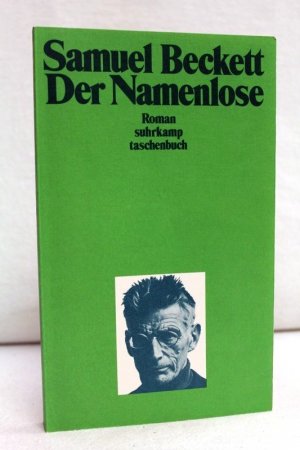 Samuel Beckett
Der Namenlose
Roman
suhrkamp
taschenbuch